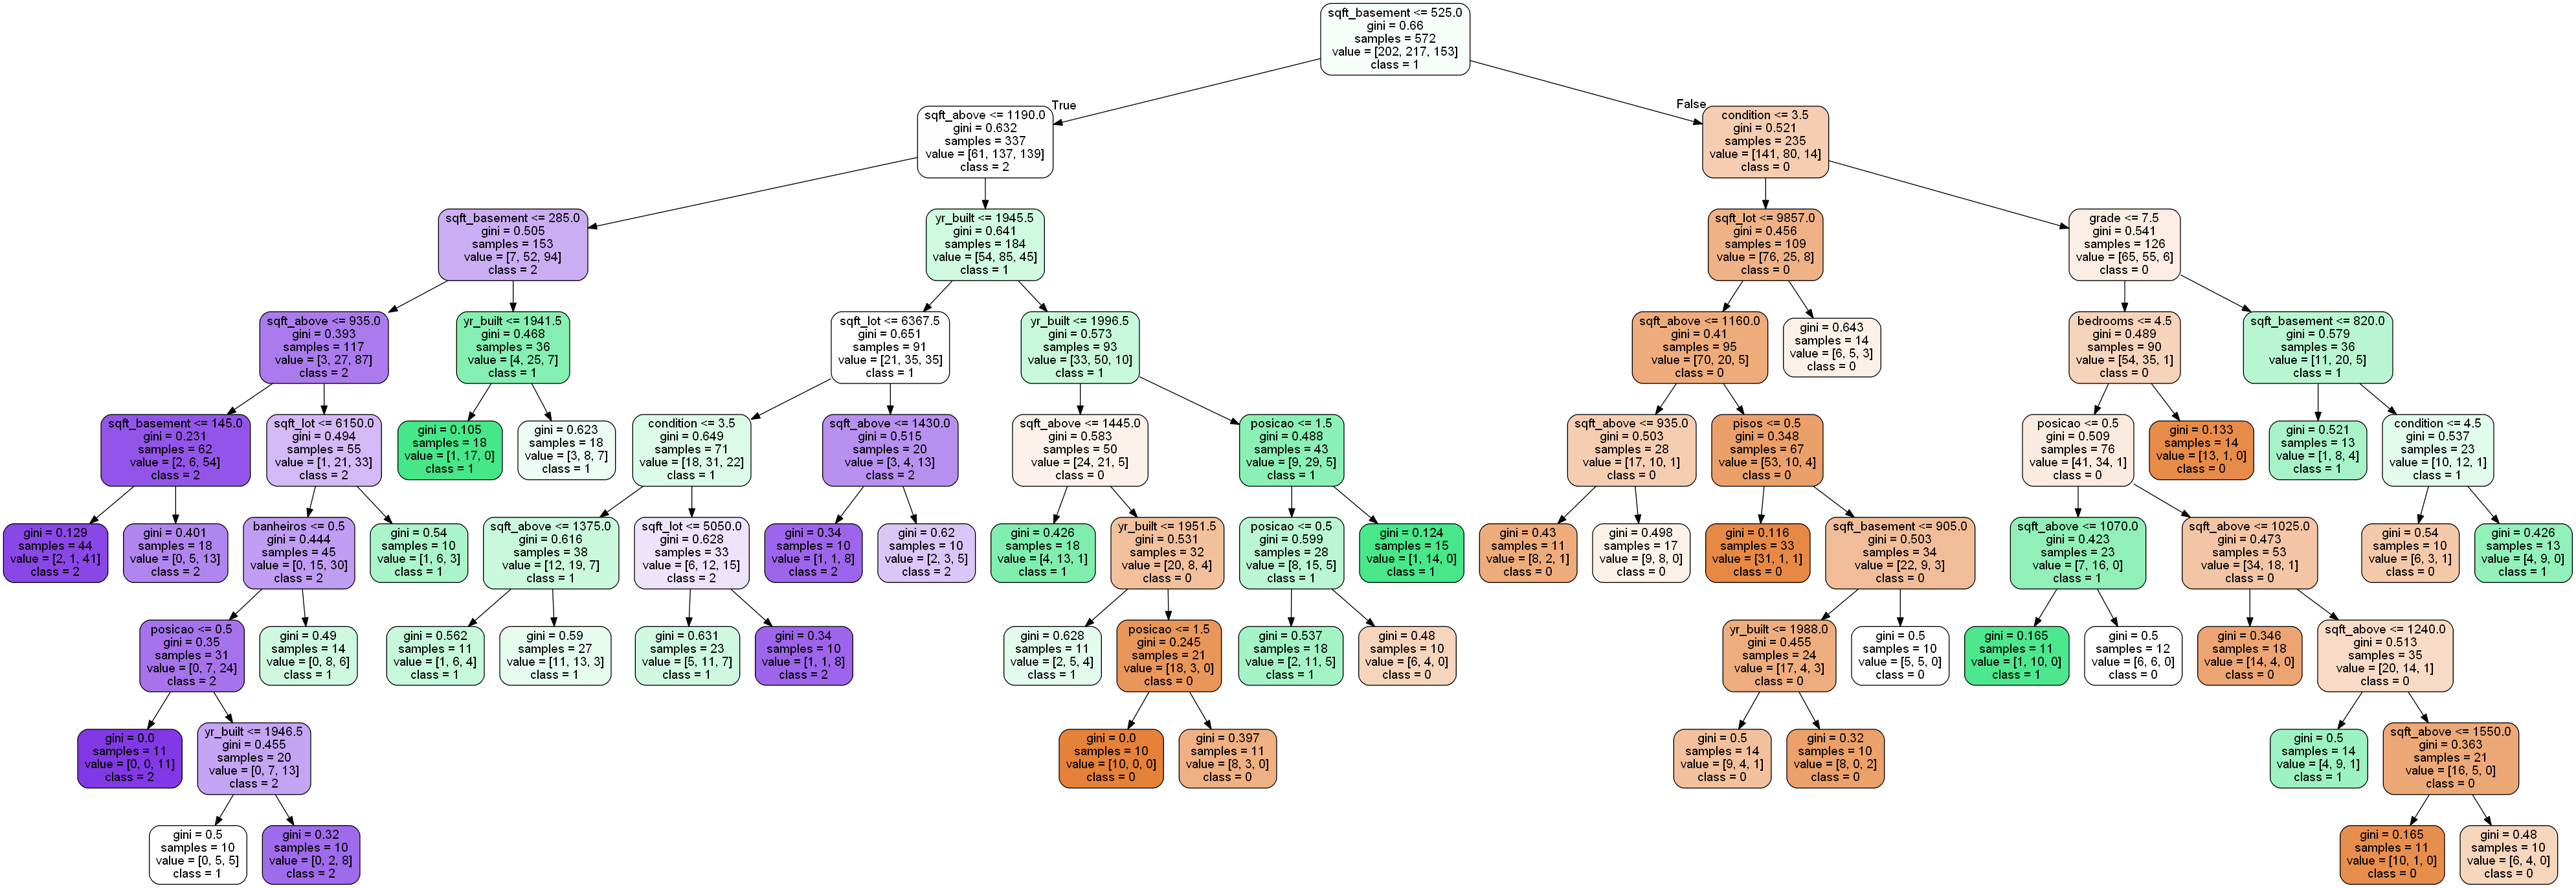 sqft_basement <= 525.0
gini = 0.66
samples = 572
value = [202, 217, 153]
class = 1
True
False
sqft_above <= 1190.0
gini = 0.632
samples = 337
value = [61, 137, 139]
class = 2
condition <= 3.5
gini = 0.521
samples = 235
value = [141, 80, 14]
class = 0
sqft_basement <= 285.0
gini = 0.505
samples = 153
value = [7, 52, 94]
class = 2
yr_built <= 1945.5
gini = 0.641
samples = 184
value = [54, 85, 45]
class = 1
sqft_lot <= 9857.0
gini = 0.456
samples = 109
value = [76, 25, 8]
class = 0
grade <= 7.5
gini = 0.541
samples = 126
value = [65, 55, 6]
class = 0
sqft_above <= 935.0
gini = 0.393
samples = 117
value = [3, 27, 87]
class = 2
yr_built <= 1941.5
gini = 0.468
samples = 36
value = [4, 25, 7]
class = 1
sqft_lot <= 6367.5
gini = 0.651
samples = 91
value = [21, 35, 35]
class = 1
yr_built <= 1996.5
gini = 0.573
samples = 93
value = [33, 50, 10]
class = 1
sqft_above <= 1160.0
gini = 0.41
samples = 95
value = [70, 20, 5]
class = 0
gini = 0.643
samples = 14
value = [6, 5, 3]
class = 0
bedrooms <= 4.5
gini = 0.489
samples = 90
value = [54, 35, 1]
class = 0
sqft_basement <= 820.0
gini = 0.579
samples = 36
value = [11, 20, 5]
class = 1
sqft_basement <= 145.0
gini = 0.231
samples = 62
value = [2, 6, 54]
class = 2
sqft_lot <= 6150.0
gini = 0.494
samples = 55
value = [1, 21, 33]
class = 2
gini = 0.105
samples = 18
value = [1, 17, 0]
class = 1
gini = 0.623
samples = 18
value = [3, 8, 7]
class = 1
condition <= 3.5
gini = 0.649
samples = 71
value = [18, 31, 22]
class = 1
sqft_above <= 1430.0
gini = 0.515
samples = 20
value = [3, 4, 13]
class = 2
sqft_above <= 1445.0
gini = 0.583
samples = 50
value = [24, 21, 5]
class = 0
posicao <= 1.5
gini = 0.488
samples = 43
value = [9, 29, 5]
class = 1
sqft_above <= 935.0
gini = 0.503
samples = 28
value = [17, 10, 1]
class = 0
pisos <= 0.5
gini = 0.348
samples = 67
value = [53, 10, 4]
class = 0
posicao <= 0.5
gini = 0.509
samples = 76
value = [41, 34, 1]
class = 0
gini = 0.133
samples = 14
value = [13, 1, 0]
class = 0
gini = 0.521
samples = 13
value = [1, 8, 4]
class = 1
condition <= 4.5
gini = 0.537
samples = 23
value = [10, 12, 1]
class = 1
gini = 0.129
samples = 44
value = [2, 1, 41]
class = 2
gini = 0.401
samples = 18
value = [0, 5, 13]
class = 2
banheiros <= 0.5
gini = 0.444
samples = 45
value = [0, 15, 30]
class = 2
gini = 0.54
samples = 10
value = [1, 6, 3]
class = 1
sqft_above <= 1375.0
gini = 0.616
samples = 38
value = [12, 19, 7]
class = 1
sqft_lot <= 5050.0
gini = 0.628
samples = 33
value = [6, 12, 15]
class = 2
gini = 0.34
samples = 10
value = [1, 1, 8]
class = 2
gini = 0.62
samples = 10
value = [2, 3, 5]
class = 2
gini = 0.426
samples = 18
value = [4, 13, 1]
class = 1
yr_built <= 1951.5
gini = 0.531
samples = 32
value = [20, 8, 4]
class = 0
posicao <= 0.5
gini = 0.599
samples = 28
value = [8, 15, 5]
class = 1
gini = 0.124
samples = 15
value = [1, 14, 0]
class = 1
gini = 0.43
samples = 11
value = [8, 2, 1]
class = 0
gini = 0.498
samples = 17
value = [9, 8, 0]
class = 0
gini = 0.116
samples = 33
value = [31, 1, 1]
class = 0
sqft_basement <= 905.0
gini = 0.503
samples = 34
value = [22, 9, 3]
class = 0
sqft_above <= 1070.0
gini = 0.423
samples = 23
value = [7, 16, 0]
class = 1
sqft_above <= 1025.0
gini = 0.473
samples = 53
value = [34, 18, 1]
class = 0
gini = 0.54
samples = 10
value = [6, 3, 1]
class = 0
gini = 0.426
samples = 13
value = [4, 9, 0]
class = 1
posicao <= 0.5
gini = 0.35
samples = 31
value = [0, 7, 24]
class = 2
gini = 0.49
samples = 14
value = [0, 8, 6]
class = 1
gini = 0.562
samples = 11
value = [1, 6, 4]
class = 1
gini = 0.59
samples = 27
value = [11, 13, 3]
class = 1
gini = 0.631
samples = 23
value = [5, 11, 7]
class = 1
gini = 0.34
samples = 10
value = [1, 1, 8]
class = 2
gini = 0.628
samples = 11
value = [2, 5, 4]
class = 1
posicao <= 1.5
gini = 0.245
samples = 21
value = [18, 3, 0]
class = 0
gini = 0.537
samples = 18
value = [2, 11, 5]
class = 1
gini = 0.48
samples = 10
value = [6, 4, 0]
class = 0
yr_built <= 1988.0
gini = 0.455
samples = 24
value = [17, 4, 3]
class = 0
gini = 0.5
samples = 10
value = [5, 5, 0]
class = 0
gini = 0.165
samples = 11
value = [1, 10, 0]
class = 1
gini = 0.5
samples = 12
value = [6, 6, 0]
class = 0
gini = 0.346
samples = 18
value = [14, 4, 0]
class = 0
sqft_above <= 1240.0
gini = 0.513
samples = 35
value = [20, 14, 1]
class = 0
gini = 0.0
samples = 11
value = [0, 0, 11]
class = 2
yr_built <= 1946.5
gini = 0.455
samples = 20
value = [0, 7, 13]
class = 2
gini = 0.0
samples = 10
value = [10, 0, 0]
class = 0
gini = 0.397
samples = 11
value = [8, 3, 0]
class = 0
gini = 0.5
samples = 14
value = [9, 4, 1]
class = 0
gini = 0.32
samples = 10
value = [8, 0, 2]
class = 0
gini = 0.5
samples = 14
value = [4, 9, 1]
class = 1
sqft_above <= 1550.0
gini = 0.363
samples = 21
value = [16, 5, 0]
class = 0
gini = 0.5
samples = 10
value = [0, 5, 5]
class = 1
gini = 0.32
samples = 10
value = [0, 2, 8]
class = 2
gini = 0.165
samples = 11
value = [10, 1, 0]
class = 0
gini = 0.48
samples = 10
value = [6, 4, 0]
class = 0